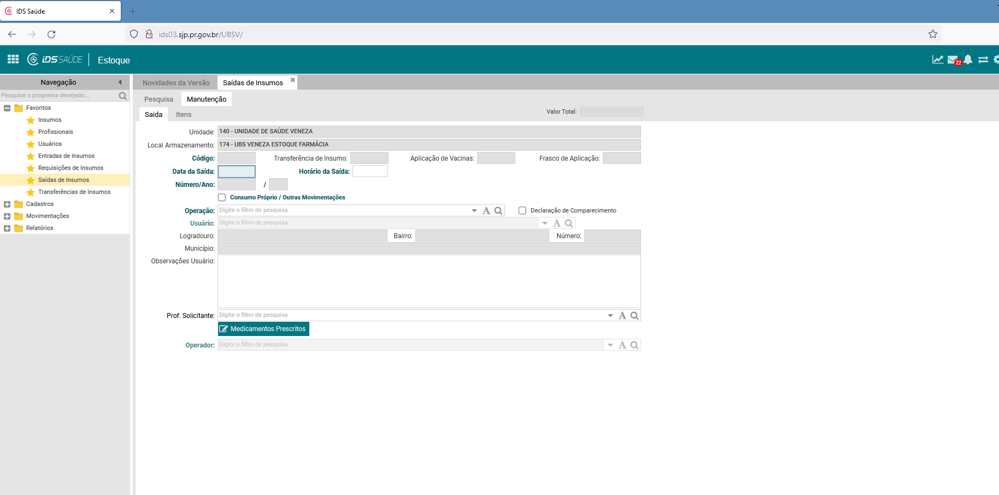 IDS Saúde
ids03.sjp.pr.gov.br/UBSV/
iDS SAÚDE Estoque
22
Navegação
Pesquise o programa desejado...
Favoritos
Insumos
Profissionais
Usuários
Entradas de Insumos
Requisições de Insumos
Saídas de Insumos
Transferências de Insumos
Cadastros
Movimentações
Relatórios
Novidades da Versão Saídas de Insumos
Pesquisa Manutenção
Saida Itens Valor Total:
Unidade: 140 - UNIDADE DE SAÚDE VENEZA
Local Armazenamento: 174 - UBS VENEZA ESTOQUE FARMÁCIA
Código: Transferência de Insumo: Aplicação de Vacinas: Frasco de Aplicação:
Data da Saída: Horário da Saída:
Número/Ano: /
Consumo Próprio / Outras Movimentações
Operação: Digite o filtro de pesquisa A Declaração de Comparecimento
Usuário: Digite o filtro de pesquisa A
Logradouro: Bairro: Número:
Município:
Observações Usuário:
Prof. Solicitante: Digite o filtro de pesquisa A
Medicamentos Prescritos
Operador: Digite o filtro de pesquisa A